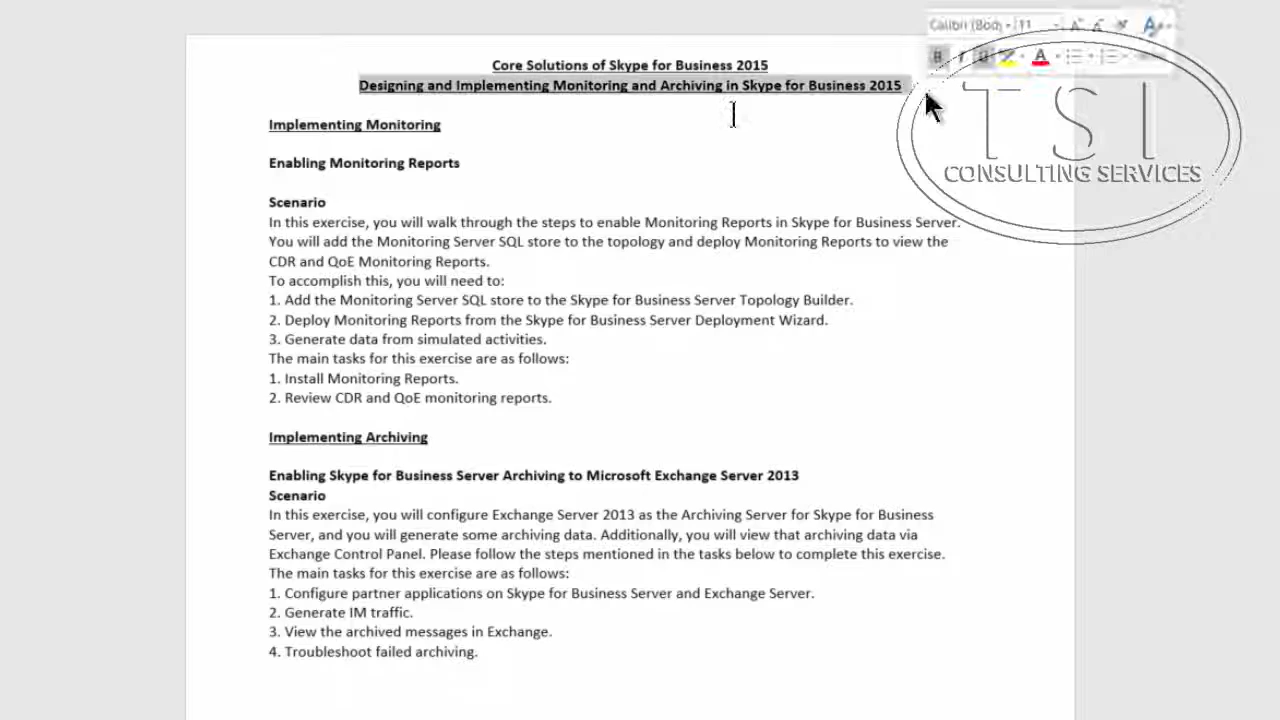 Calibri (Body) 11
Core Solutions of Skype for Business 2015
Designing and Implementing Monitoring and Archiving in Skype for Business 2015
T S I
CONSULTING SERVICES
Implementing Monitoring
Enabling Monitoring Reports
Scenario
In this exercise, you will walk through the steps to enable Monitoring Reports in Skype for Business Server.
You will add the Monitoring Server SQL store to the topology and deploy Monitoring Reports to view the
CDR and QoE Monitoring Reports.
To accomplish this, you will need to:
1. Add the Monitoring Server SQL store to the Skype for Business Server Topology Builder.
2. Deploy Monitoring Reports from the Skype for Business Server Deployment Wizard.
3. Generate data from simulated activities.
The main tasks for this exercise are as follows:
1. Install Monitoring Reports.
2. Review CDR and QoE monitoring reports.
Implementing Archiving
Enabling Skype for Business Server Archiving to Microsoft Exchange Server 2013
Scenario
In this exercise, you will configure Exchange Server 2013 as the Archiving Server for Skype for Business
Server, and you will generate some archiving data. Additionally, you will view that archiving data via
Exchange Control Panel. Please follow the steps mentioned in the tasks below to complete this exercise.
The main tasks for this exercise are as follows:
1. Configure partner applications on Skype for Business Server and Exchange Server.
2. Generate IM traffic.
3. View the archived messages in Exchange.
4. Troubleshoot failed archiving.